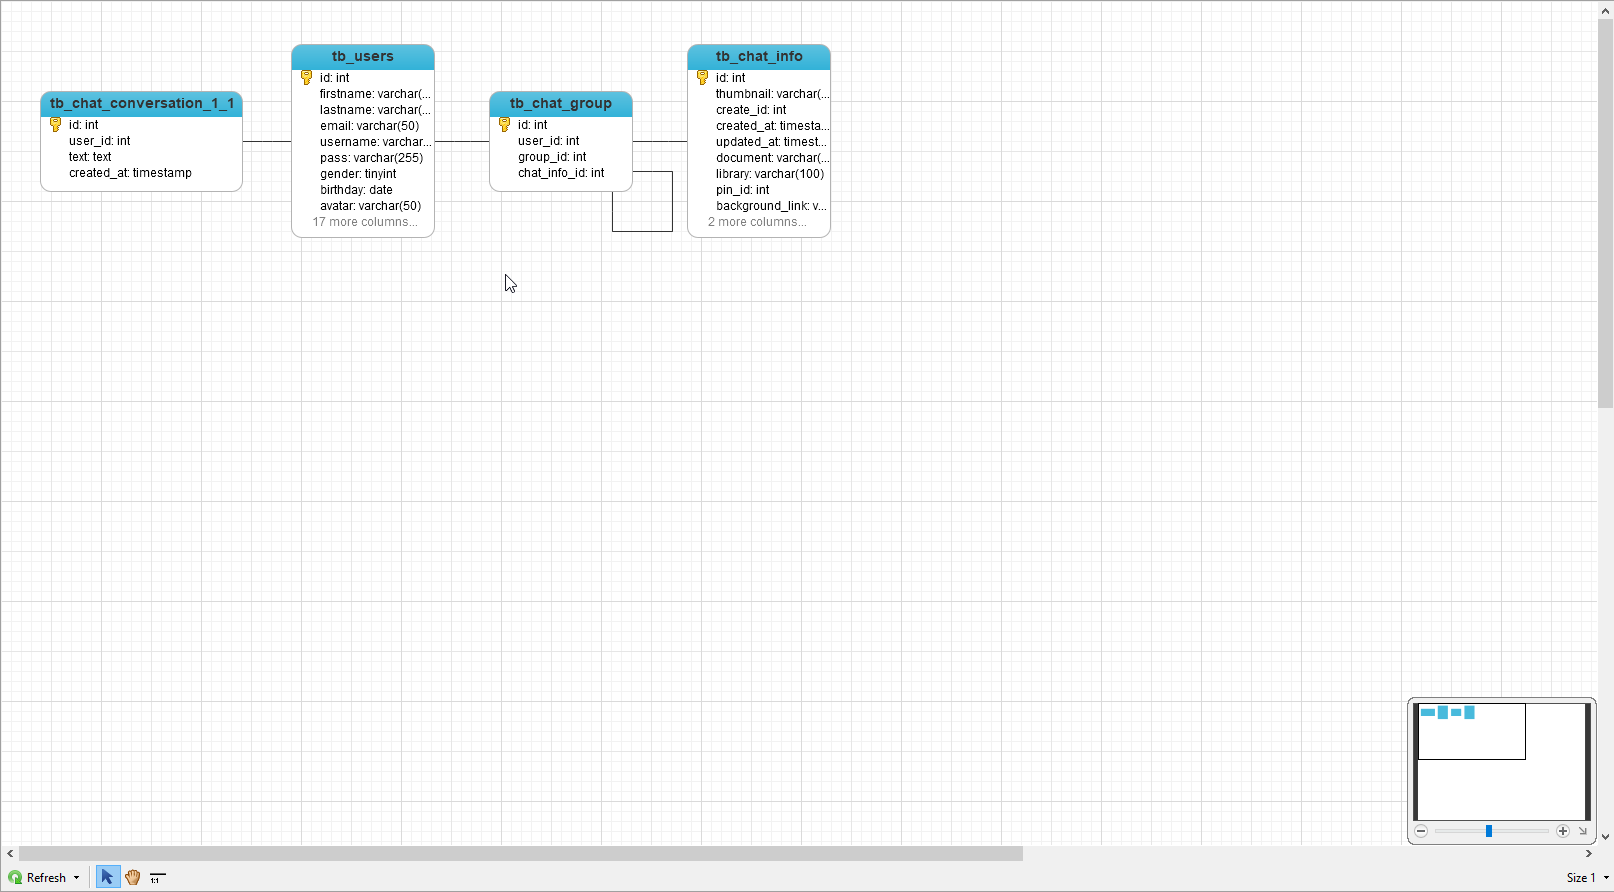 tb_chat_conversation_1_1
id: int
user_id: int
text: text
created_at: timestamp
tb_users
id: int
firstname: varchar(...
lastname: varchar(...
email: varchar(50)
username: varchar...
pass: varchar(255)
gender: tinyint
birthday: date
avatar: varchar(50)
17 more columns...
tb_chat_group
id: int
user_id: int
group_id: int
chat_info_id: int
tb_chat_info
id: int
thumbnail: varchar(...
create_id: int
created_at: timesta...
updated_at: timest...
document: varchar(...
library: varchar(100)
pin_id: int
background_link: v...
2 more columns...
Refresh
1:1
Size 1